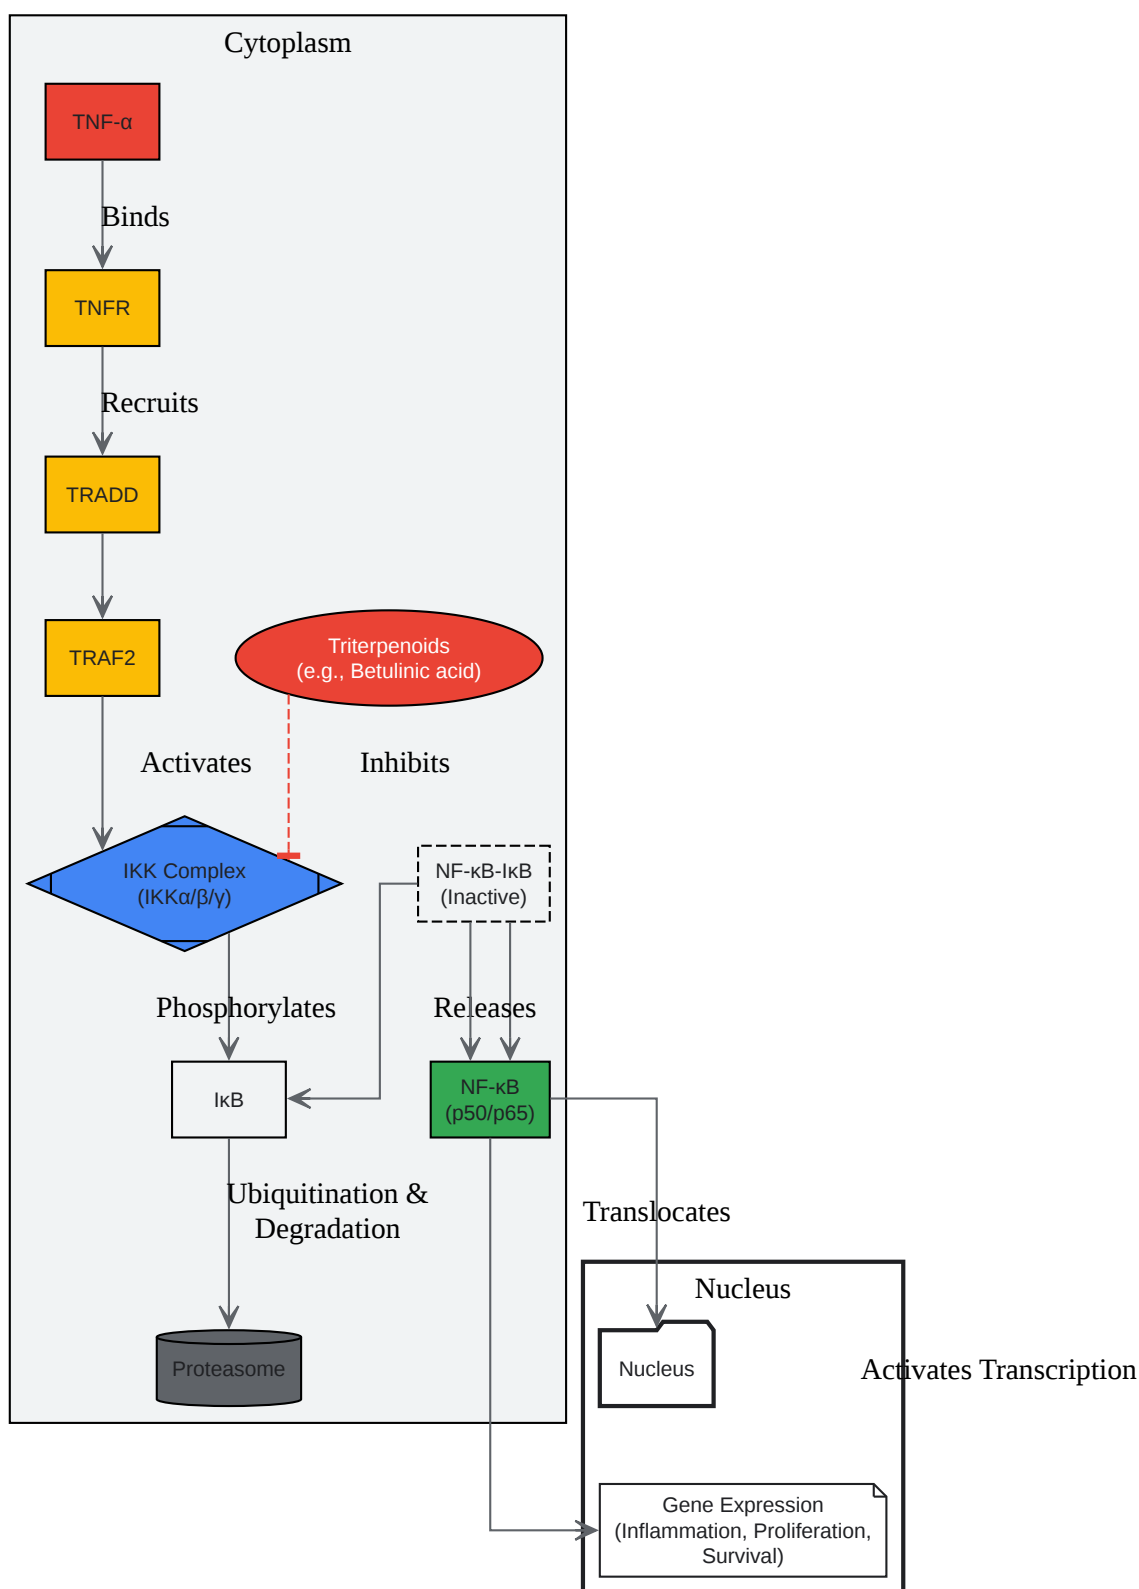 Cytoplasm
TNF-α
Binds
TNFR
Recruits
TRADD
TRAF2
Triterpenoids
(e.g., Betulinic acid)
Activates
Inhibits
IKK Complex
(IKKα/β/γ)
NF-κB-IκB
(Inactive)
Phosphorylates
Releases
IκB
NF-κB
(p50/p65)
Ubiquitination &
Degradation
Translocates
Nucleus
Proteasome
Nucleus
Activates Transcription
Gene Expression
(Inflammation, Proliferation,
Survival)